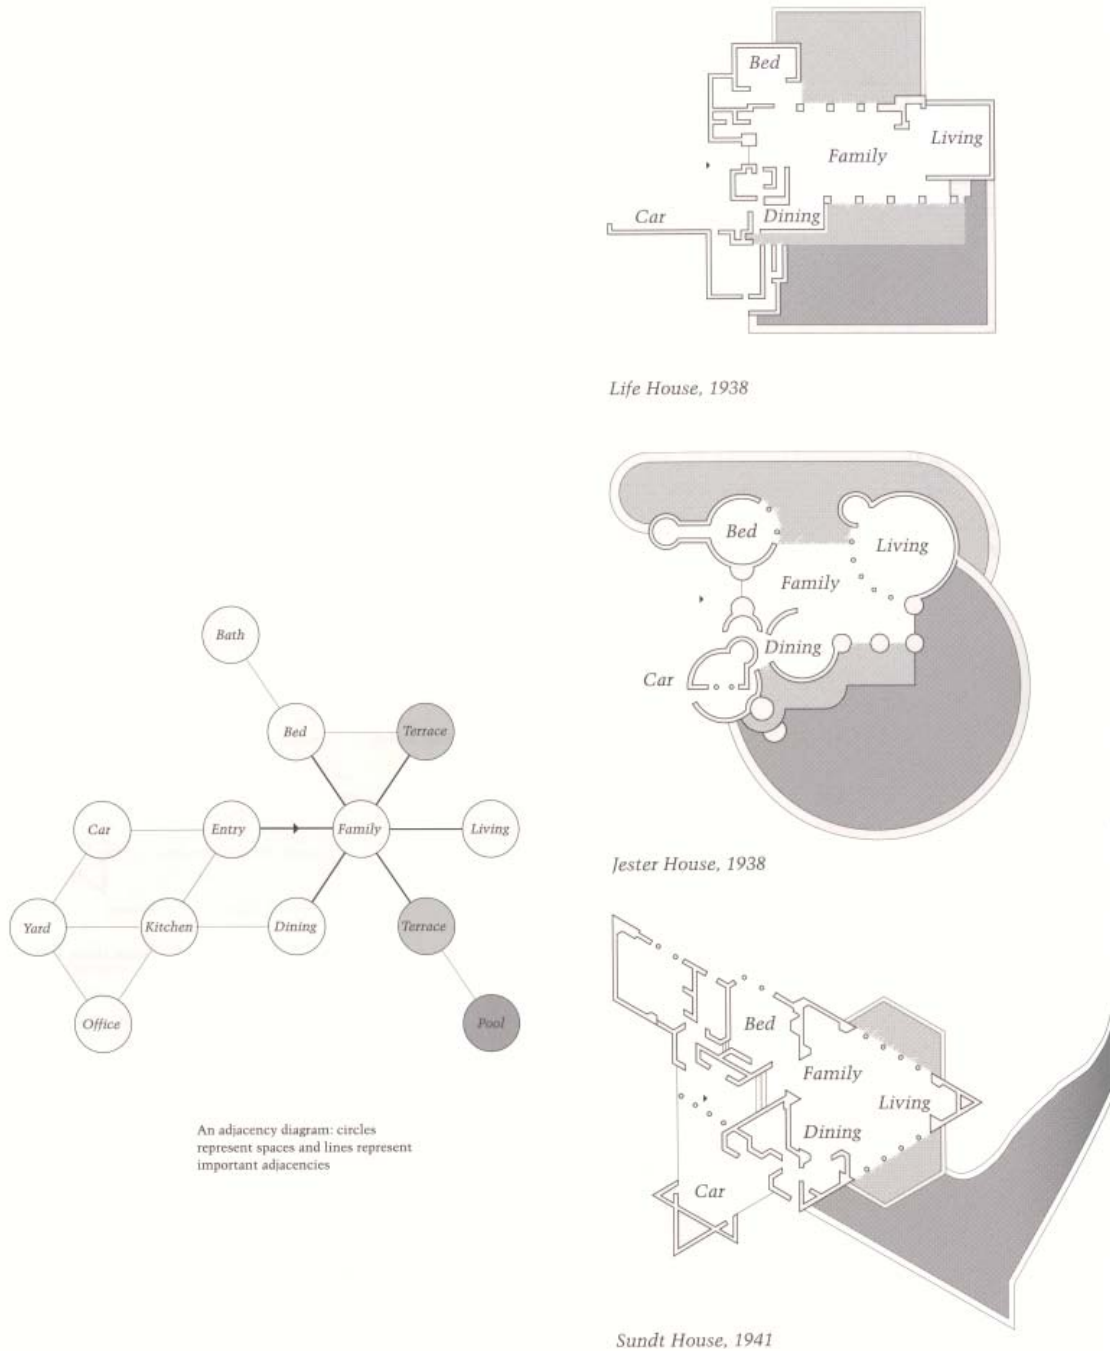 Bath
Bed
Terrace
Car
Entry
Family
Living
Yard
Kitchen
Dining
Terrace
Office
Pool
An adjacency diagram: circles
represent spaces and lines represent
important adjacencies
Bed
Living
Family
Car
Dining
Life House, 1938
Bed
Living
Family
Dining
Car
Jester House, 1938
Bed
Family
Living
Dining
Car
Sundt House, 1941